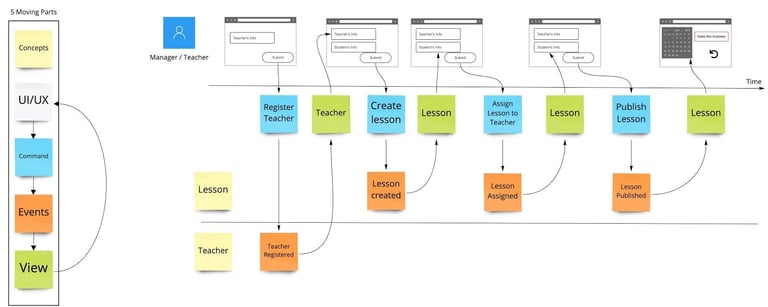 5 Moving Parts
Concepts
UI/UX
Command
Events
View
Manager / Teacher
Teacher's Info
Submit
Teacher's Info
Student's Info
Submit
Teacher's Info
Student's Info
Submit
Teacher's Info
Student's Info
Submit
Dates Not Available
Time
Register
Teacher
Teacher
Create
lesson
Lesson
Assign
Lesson to
Teacher
Lesson
Publish
Lesson
Lesson
Lesson
Lesson
created
Lesson
Assigned
Lesson
Published
Teacher
Teacher
Registered